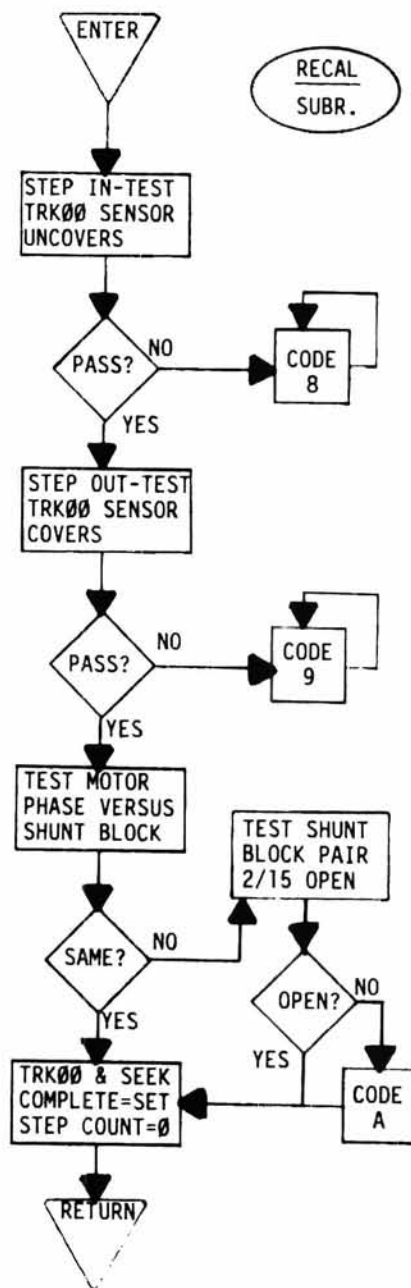 ENTER
RECAL
SUBR.
STEP IN-TEST
TRKØØ SENSOR
UNCOVERS
PASS?
NO
CODE
8
YES
STEP OUT-TEST
TRKØØ SENSOR
COVERS
PASS?
NO
CODE
9
YES
TEST MOTOR
PHASE VERSUS
SHUNT BLOCK
TEST SHUNT
BLOCK PAIR
2/15 OPEN
SAME?
NO
OPEN?
NO
YES
YES
TRKØØ & SEEK
COMPLETE=SET
STEP COUNT=Ø
CODE
A
RETURN